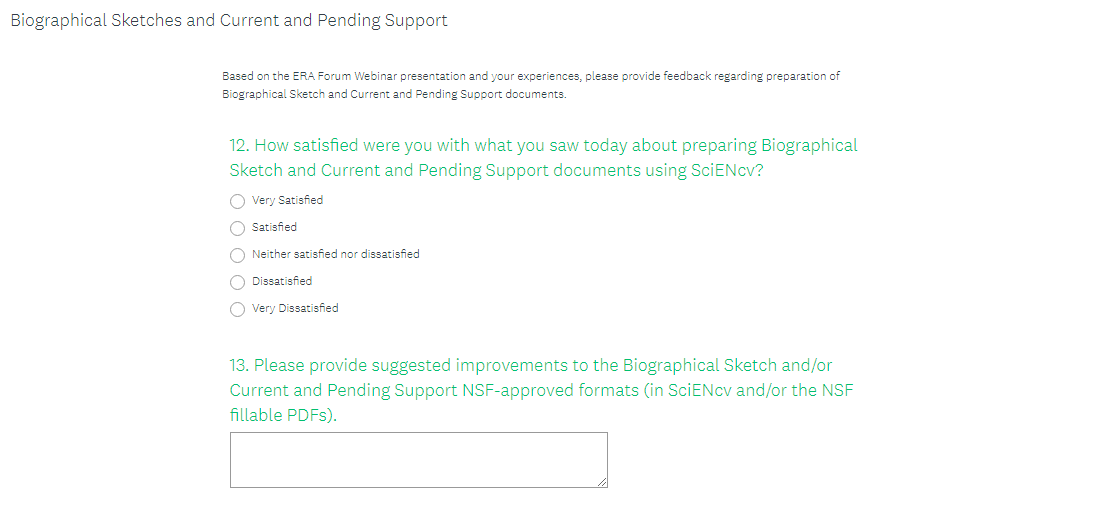 Biographical Sketches and Current and Pending Support
Based on the ERA Forum Webinar presentation and your experiences, please provide feedback regarding preparation of
Biographical Sketch and Current and Pending Support documents.
12. How satisfied were you with what you saw today about preparing Biographical
Sketch and Current and Pending Support documents using SciENcv?
Very Satisfied
Satisfied
Neither satisfied nor dissatisfied
Dissatisfied
Very Dissatisfied
13. Please provide suggested improvements to the Biographical Sketch and/or
Current and Pending Support NSF-approved formats (in SciENcv and/or the NSF
fillable PDFs).